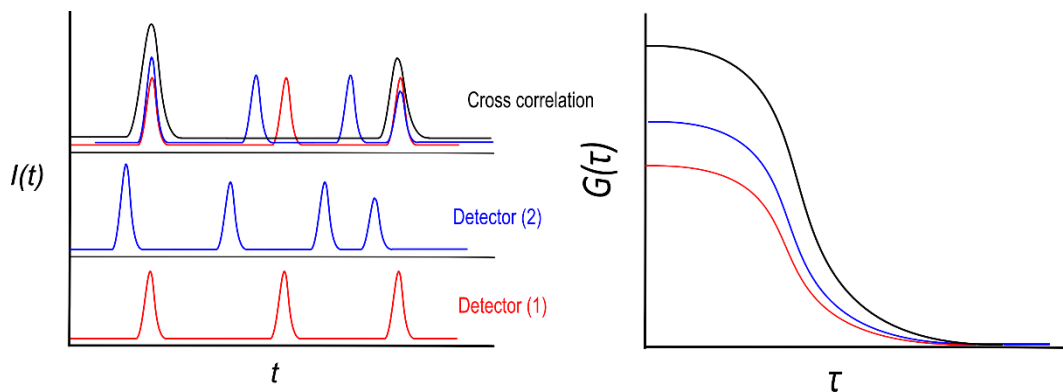 Cross correlation
I(t)
Detector (2)
Detector (1)
t
G(τ)
τ